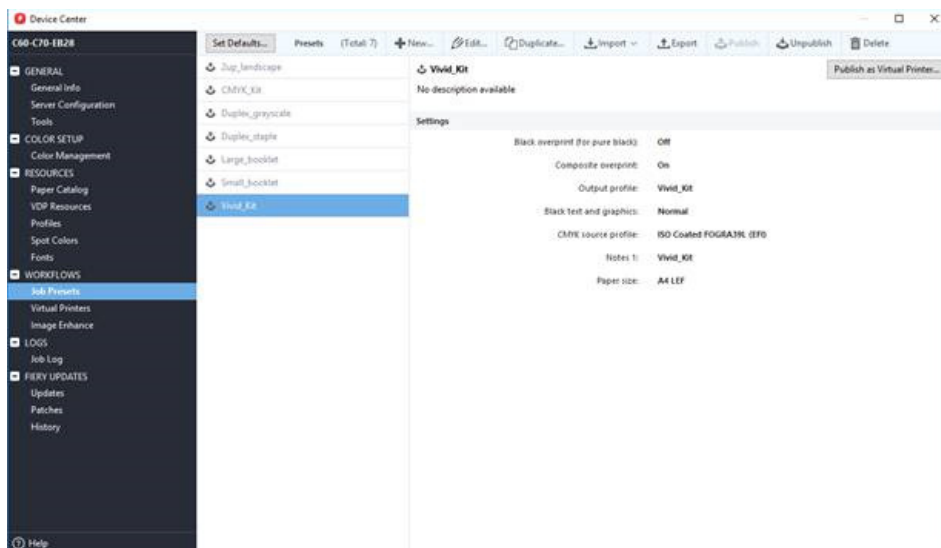 Device Center
C60-C70-EB28
GENERAL
General Info
Server Configuration
Tools
COLOR SETUP
Color Management
RESOURCES
Paper Catalog
VDP Resources
Profiles
Spot Colors
Fonts
WORKFLOWS
Job Presets
Virtual Printers
Image Enhance
LOGS
Job Log
FIERY UPDATES
Updates
Patches
History
Help
Set Defaults... Presets (Total: 7) New... Edit... Duplicate... Import Export Publish Unpublish Delete
2up_landscape
CMYK_Kit
Duplex_grayscale
Duplex_staple
Large_booklet
Small_booklet
Vivid_Kit
Vivid_Kit Publish as Virtual Printer...
No description available
Settings
Black overprint (for pure black): Off
Composite overprint: On
Output profile: Vivid_Kit
Black text and graphics: Normal
CMYK source profile: ISO Coated FOGRA39L (EFI)
Notes 1: Vivid_Kit
Paper size: A4 LEF